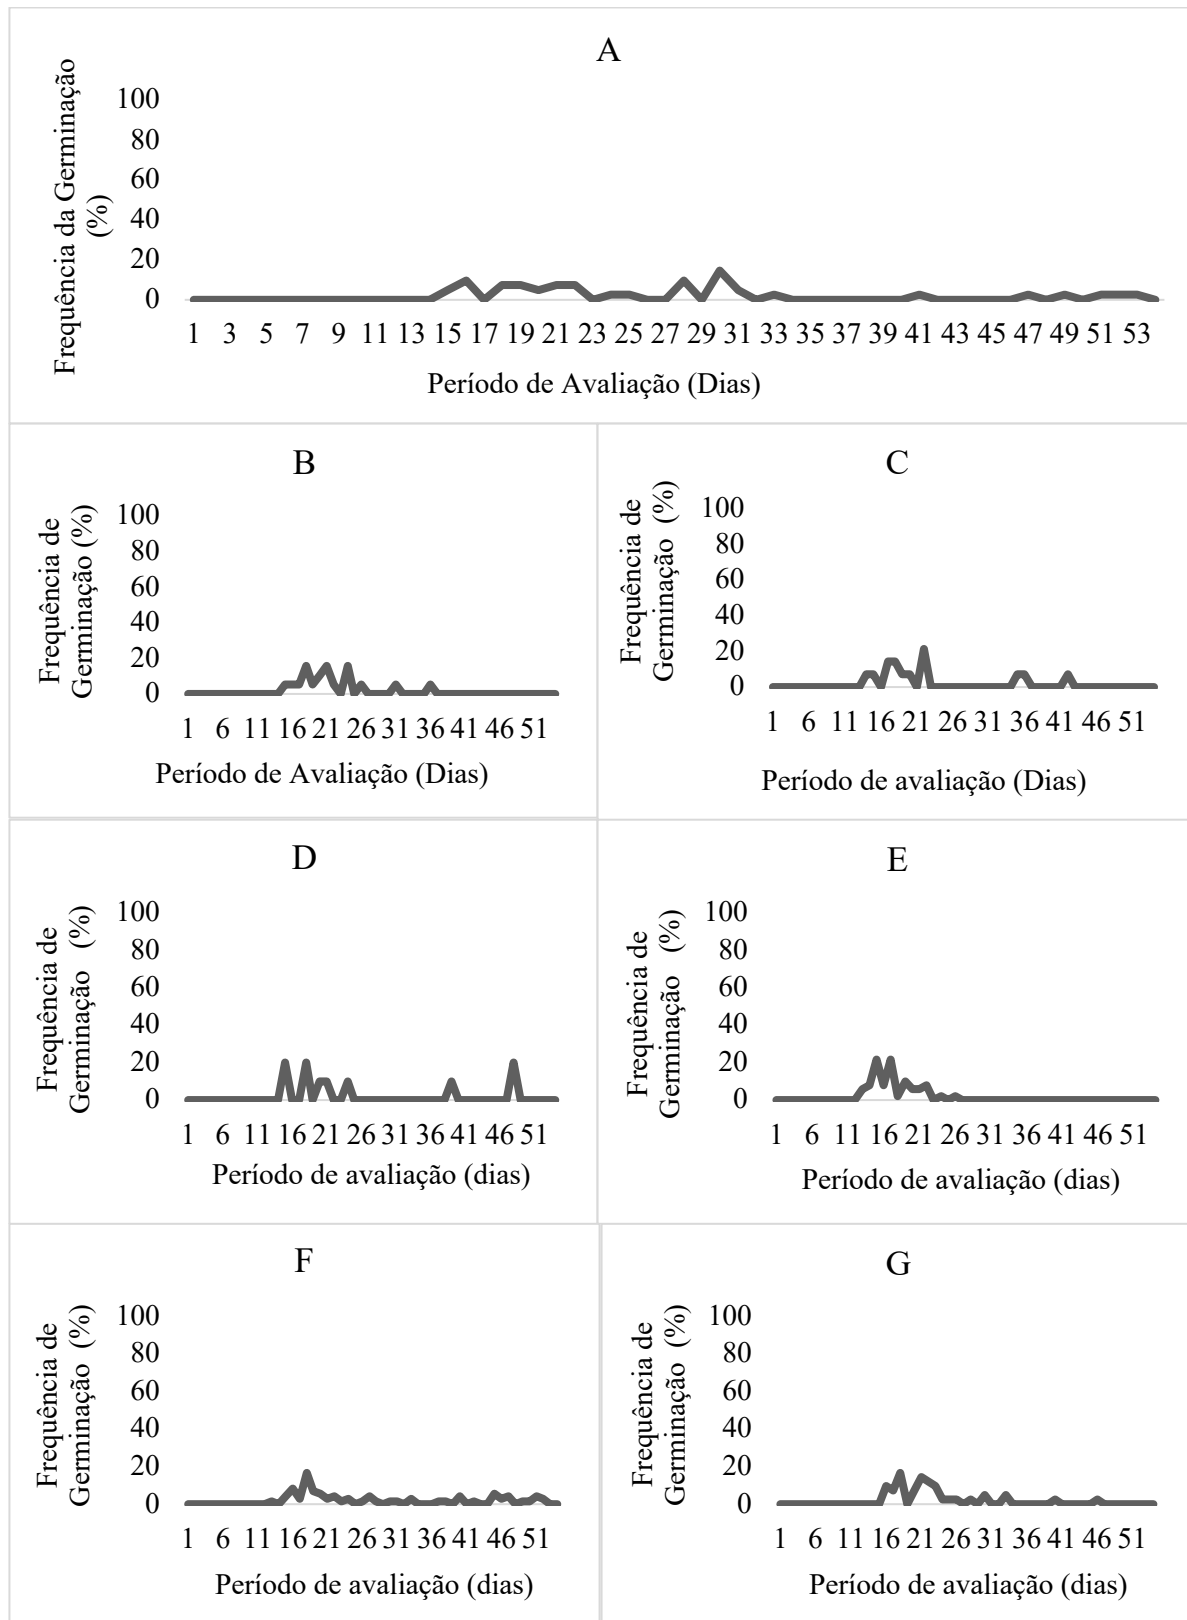 A
Frequência da Germinação
(%)
100
80
60
40
20
0
1 3 5 7 9 11 13 15 17 19 21 23 25 27 29 31 33 35 37 39 41 43 45 47 49 51 53
Período de Avaliação (Dias)
B
Frequência de
Germinação (%)
100
80
60
40
20
0
1 6 11 16 21 26 31 36 41 46 51
Período de Avaliação (Dias)
C
Frequência de
Germinação (%)
100
80
60
40
20
0
1 6 11 16 21 26 31 36 41 46 51
Período de avaliação (Dias)
D
Frequência de
Germinação (%)
100
80
60
40
20
0
1 6 11 16 21 26 31 36 41 46 51
Período de avaliação (dias)
E
Frequência de
Germinação (%)
100
80
60
40
20
0
1 6 11 16 21 26 31 36 41 46 51
Período de avaliação (dias)
F
Frequência de
Germinação (%)
100
80
60
40
20
0
1 6 11 16 21 26 31 36 41 46 51
Período de avaliação (dias)
G
Frequência de
Germinação (%)
100
80
60
40
20
0
1 6 11 16 21 26 31 36 41 46 51
Período de avaliação (dias)